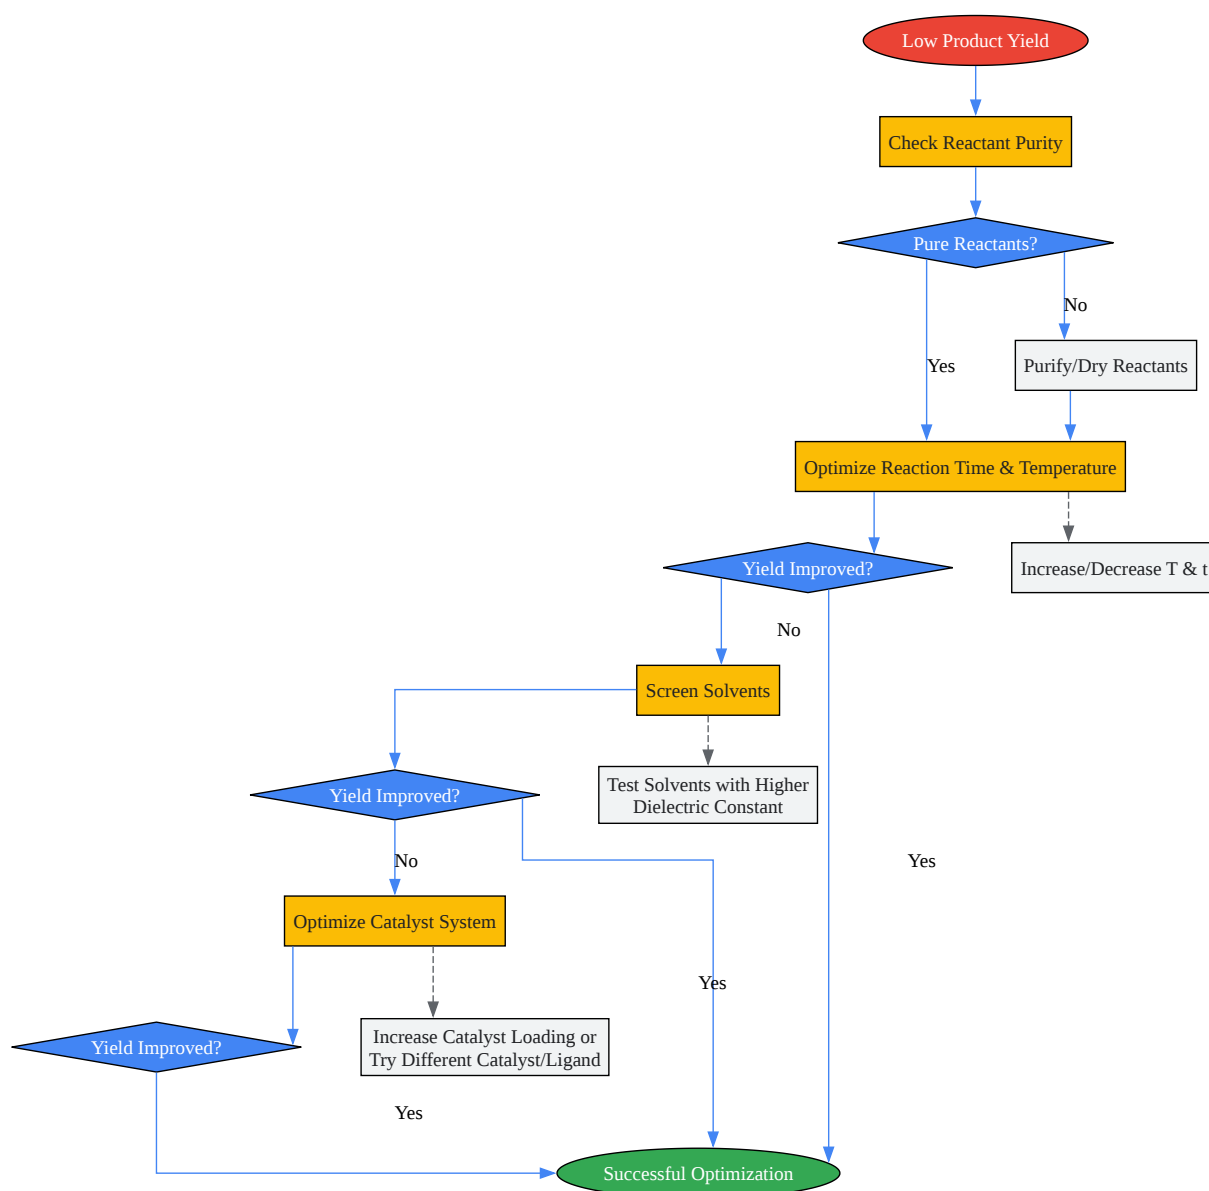 Low Product Yield
Check Reactant Purity
Pure Reactants?
No
Yes
Purify/Dry Reactants
Optimize Reaction Time & Temperature
Yield Improved?
Increase/Decrease T & t
No
Screen Solvents
Yield Improved?
Test Solvents with Higher
Dielectric Constant
No
Yes
Optimize Catalyst System
Yes
Yield Improved?
Increase Catalyst Loading or
Try Different Catalyst/Ligand
Yes
Successful Optimization